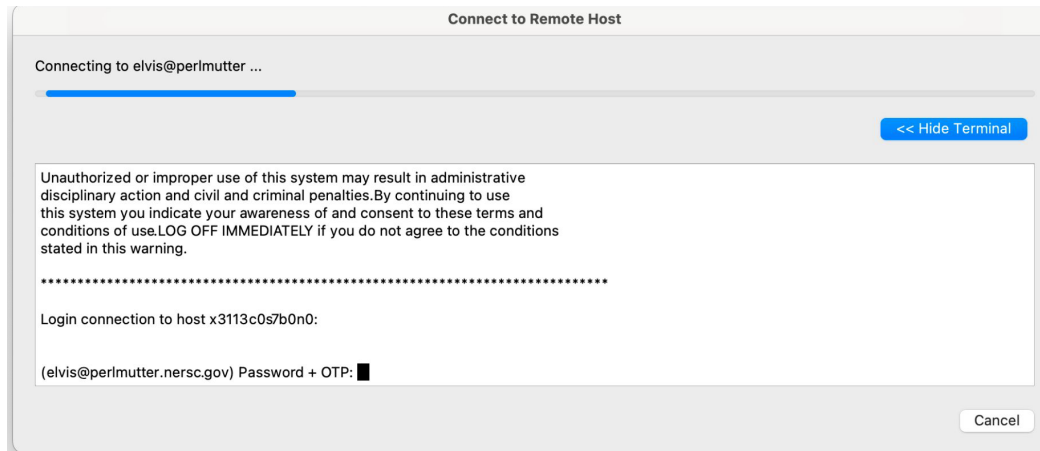 Connect to Remote Host
Connecting to elvis@perlmutter ...
<< Hide Terminal
Unauthorized or improper use of this system may result in administrative
disciplinary action and civil and criminal penalties.By continuing to use
this system you indicate your awareness of and consent to these terms and
conditions of use.LOG OFF IMMEDIATELY if you do not agree to the conditions
stated in this warning.
*****************************************************************************
Login connection to host x3113c0s7b0n0:
(elvis@perlmutter.nersc.gov) Password + OTP:
Cancel